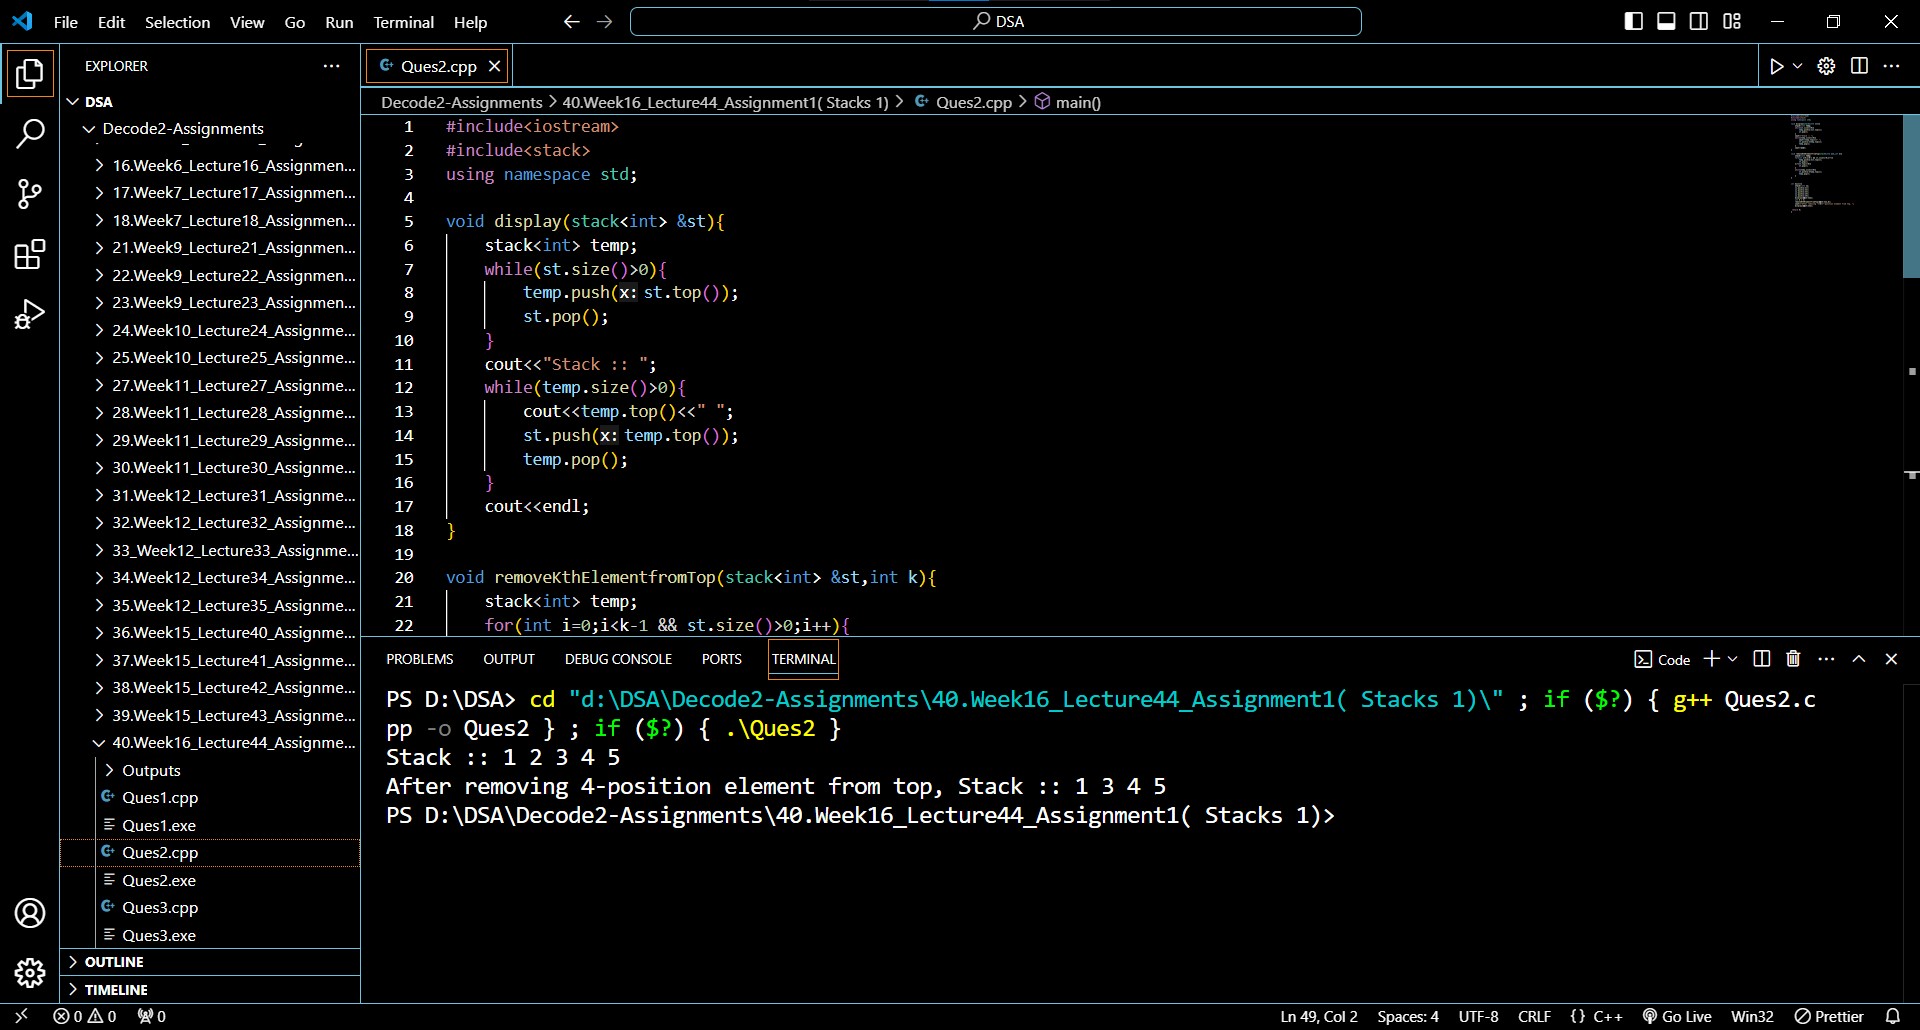 File Edit Selection View Go Run Terminal Help
DSA
EXPLORER
DSA
Decode2-Assignments
16.Week6_Lecture16_Assignmen...
17.Week7_Lecture17_Assignmen...
18.Week7_Lecture18_Assignmen...
21.Week9_Lecture21_Assignmen...
22.Week9_Lecture22_Assignmen...
23.Week9_Lecture23_Assignmen...
24.Week10_Lecture24_Assignme...
25.Week10_Lecture25_Assignme...
27.Week11_Lecture27_Assignme...
28.Week11_Lecture28_Assignme...
29.Week11_Lecture29_Assignme...
30.Week11_Lecture30_Assignme...
31.Week12_Lecture31_Assignme...
32.Week12_Lecture32_Assignme...
33_Week12_Lecture33_Assignme...
34.Week12_Lecture34_Assignme...
35.Week12_Lecture35_Assignme...
36.Week15_Lecture40_Assignme...
37.Week15_Lecture41_Assignme...
38.Week15_Lecture42_Assignme...
39.Week15_Lecture43_Assignme...
40.Week16_Lecture44_Assignme...
Outputs
Ques1.cpp
Ques1.exe
Ques2.cpp
Ques2.exe
Ques3.cpp
Ques3.exe
OUTLINE
TIMELINE
Ques2.cpp
Decode2-Assignments > 40.Week16_Lecture44_Assignment1( Stacks 1) > Ques2.cpp > main()
1 #include<iostream>
2 #include<stack>
3 using namespace std;
4
5 void display(stack<int> &st){
6 stack<int> temp;
7 while(st.size()>0){
8 temp.push(x: st.top());
9 st.pop();
10 }
11 cout<<"Stack :: ";
12 while(temp.size()>0){
13 cout<<temp.top()<<" ";
14 st.push(x: temp.top());
15 temp.pop();
16 }
17 cout<<endl;
18 }
19
20 void removeKthElementfromTop(stack<int> &st,int k){
21 stack<int> temp;
22 for(int i=0;i<k-1 && st.size()>0;i++){
PROBLEMS OUTPUT DEBUG CONSOLE PORTS TERMINAL
Code
PS D:\DSA> cd "d:\DSA\Decode2-Assignments\40.Week16_Lecture44_Assignment1( Stacks 1)\" ; if ($?) { g++ Ques2.c
pp -o Ques2 } ; if ($?) { .\Ques2 }
Stack :: 1 2 3 4 5
After removing 4-position element from top, Stack :: 1 3 4 5
PS D:\DSA\Decode2-Assignments\40.Week16_Lecture44_Assignment1( Stacks 1)>
0 0 0
Ln 49, Col 2 Spaces: 4 UTF-8 CRLF {} C++ Go Live Win32 Prettier